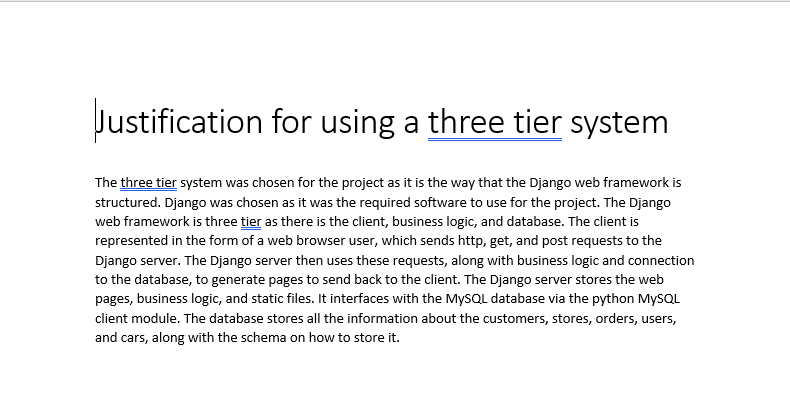 Justification for using a three tier system
The three tier system was chosen for the project as it is the way that the Django web framework is
structured. Django was chosen as it was the required software to use for the project. The Django
web framework is three tier as there is the client, business logic, and database. The client is
represented in the form of a web browser user, which sends http, get, and post requests to the
Django server. The Django server then uses these requests, along with business logic and connection
to the database, to generate pages to send back to the client. The Django server stores the web
pages, business logic, and static files. It interfaces with the MySQL database via the python MySQL
client module. The database stores all the information about the customers, stores, orders, users,
and cars, along with the schema on how to store it.